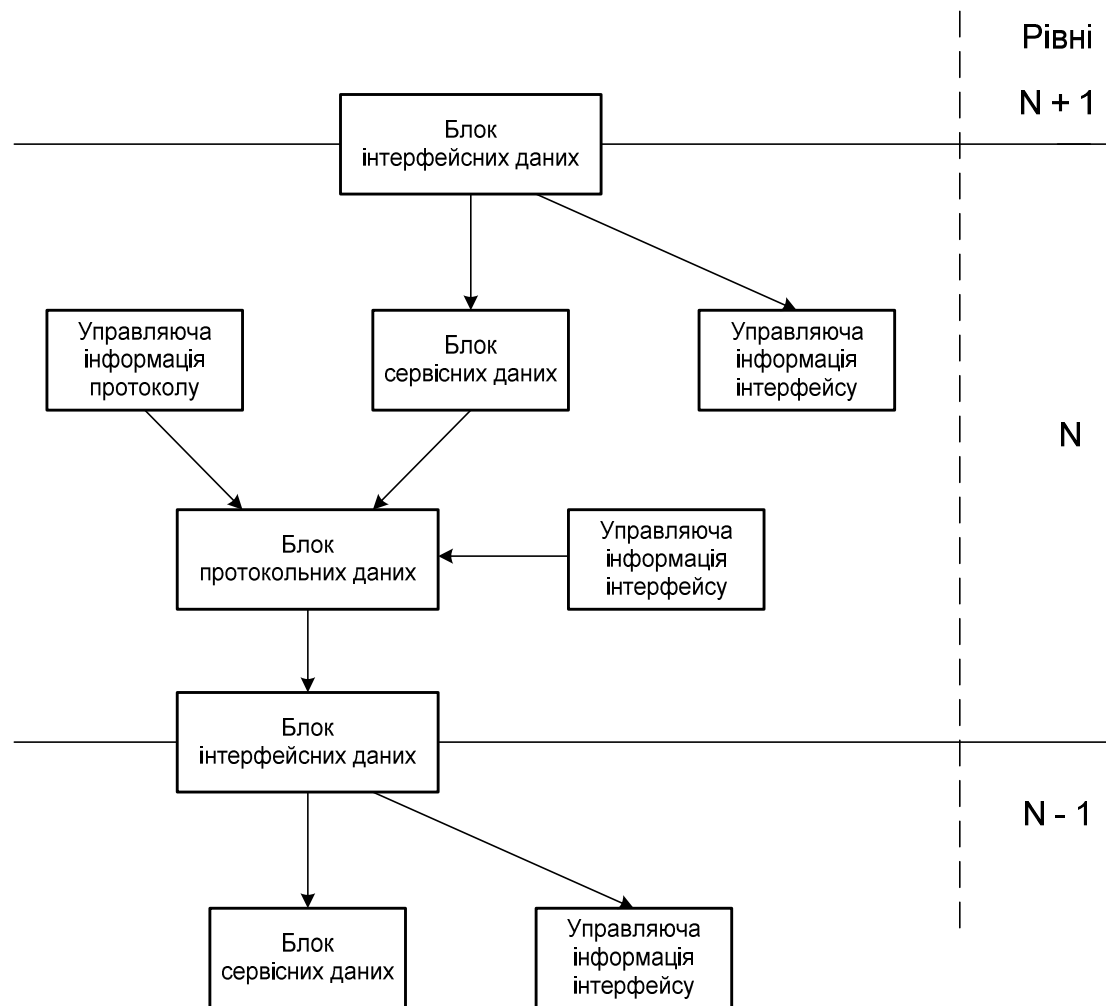 Рівні
N + 1
Блок
інтерфейсних даних
Управляюча
інформація
протоколу
Блок
сервісних даних
Управляюча
інформація
інтерфейсу
N
Блок
протокольних даних
Управляюча
інформація
інтерфейсу
Блок
інтерфейсних даних
N - 1
Блок
сервісних даних
Управляюча
інформація
інтерфейсу